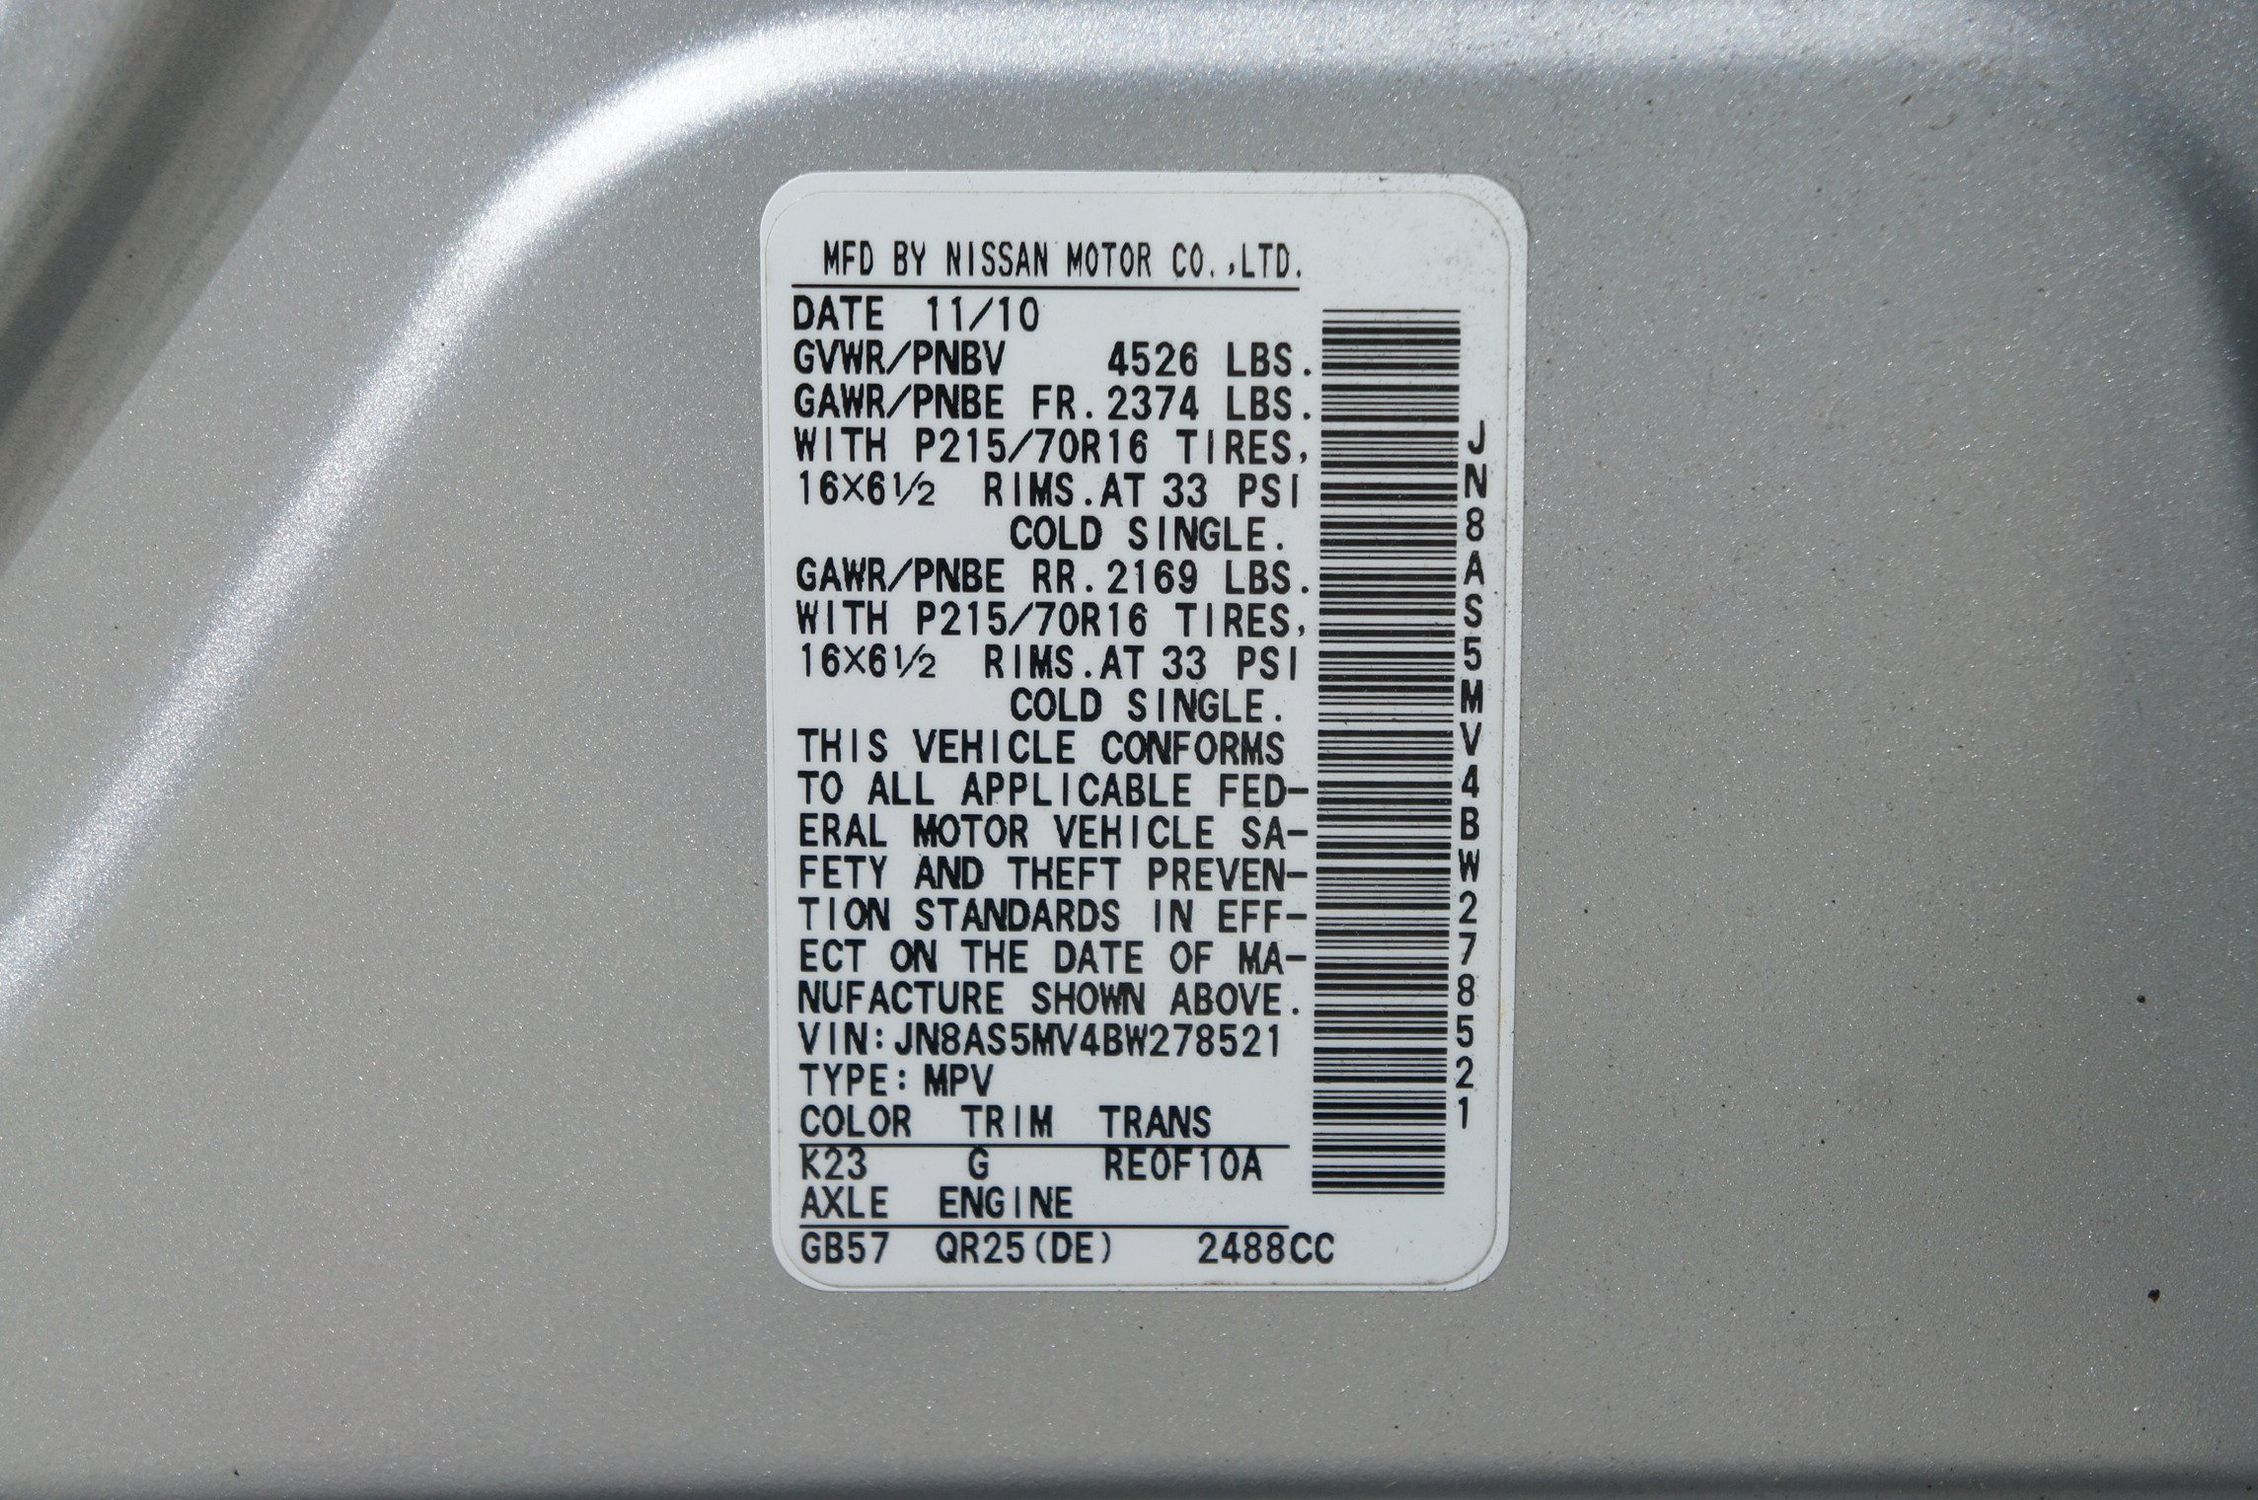 MFD BY NISSAN MOTOR CO.,LTD.
DATE 11/10
GVWR/PNBV 4526 LBS.
GAWR/PNBE FR.2374 LBS.
WITH P215/70R16 TIRES,
16×6½ RIMS.AT 33 PSI
COLD SINGLE.
GAWR/PNBE RR.2169 LBS.
WITH P215/70R16 TIRES,
16×6½ RIMS.AT 33 PSI
COLD SINGLE.
THIS VEHICLE CONFORMS
TO ALL APPLICABLE FED-
ERAL MOTOR VEHICLE SA-
FETY AND THEFT PREVEN-
TION STANDARDS IN EFF-
ECT ON THE DATE OF MA-
NUFACTURE SHOWN ABOVE.
VIN:JN8AS5MV4BW278521
TYPE:MPV
COLOR TRIM TRANS
K23 G RE0F10A
AXLE ENGINE
GB57 QR25(DE) 2488CC
JN8AS5MV4BW278521